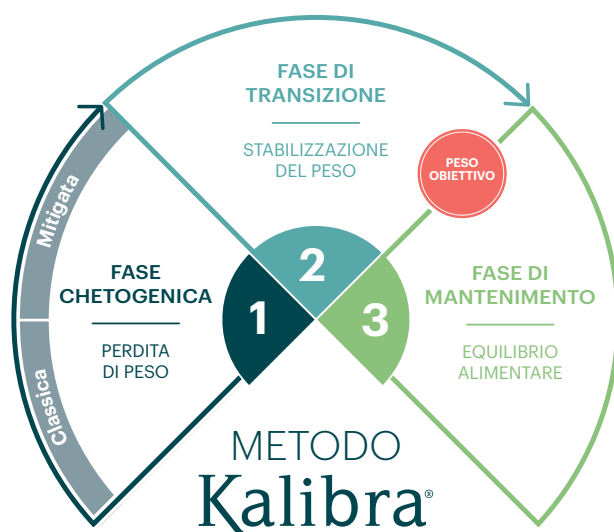 FASE DI
TRANSIZIONE
STABILIZZAZIONE
DEL PESO
PESO
OBIETTIVO
Mitigata
Classica
FASE
CHETOGENICA
PERDITA
DI PESO
1
2
3
FASE DI
MANTENIMENTO
EQUILIBRIO
ALIMENTARE
METODO
Kalibra®